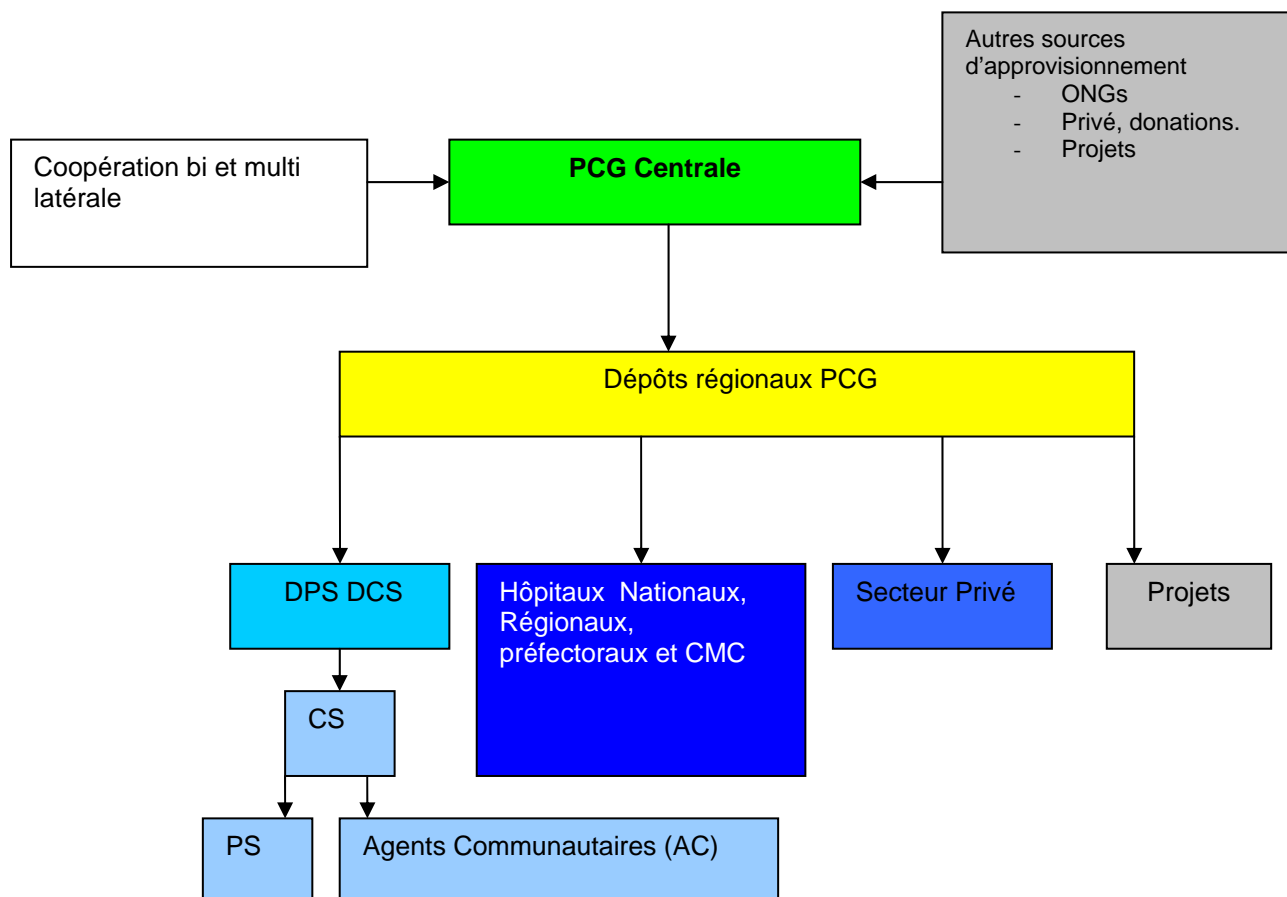 Autres sources
d'approvisionnement
- ONGs
- Privé, donations.
- Projets
Coopération bi et multi
latérale
PCG Centrale
Dépôts régionaux PCG
DPS DCS
Hôpitaux Nationaux,
Régionaux,
préfectoraux et CMC
Secteur Privé
Projets
CS
PS
Agents Communautaires (AC)